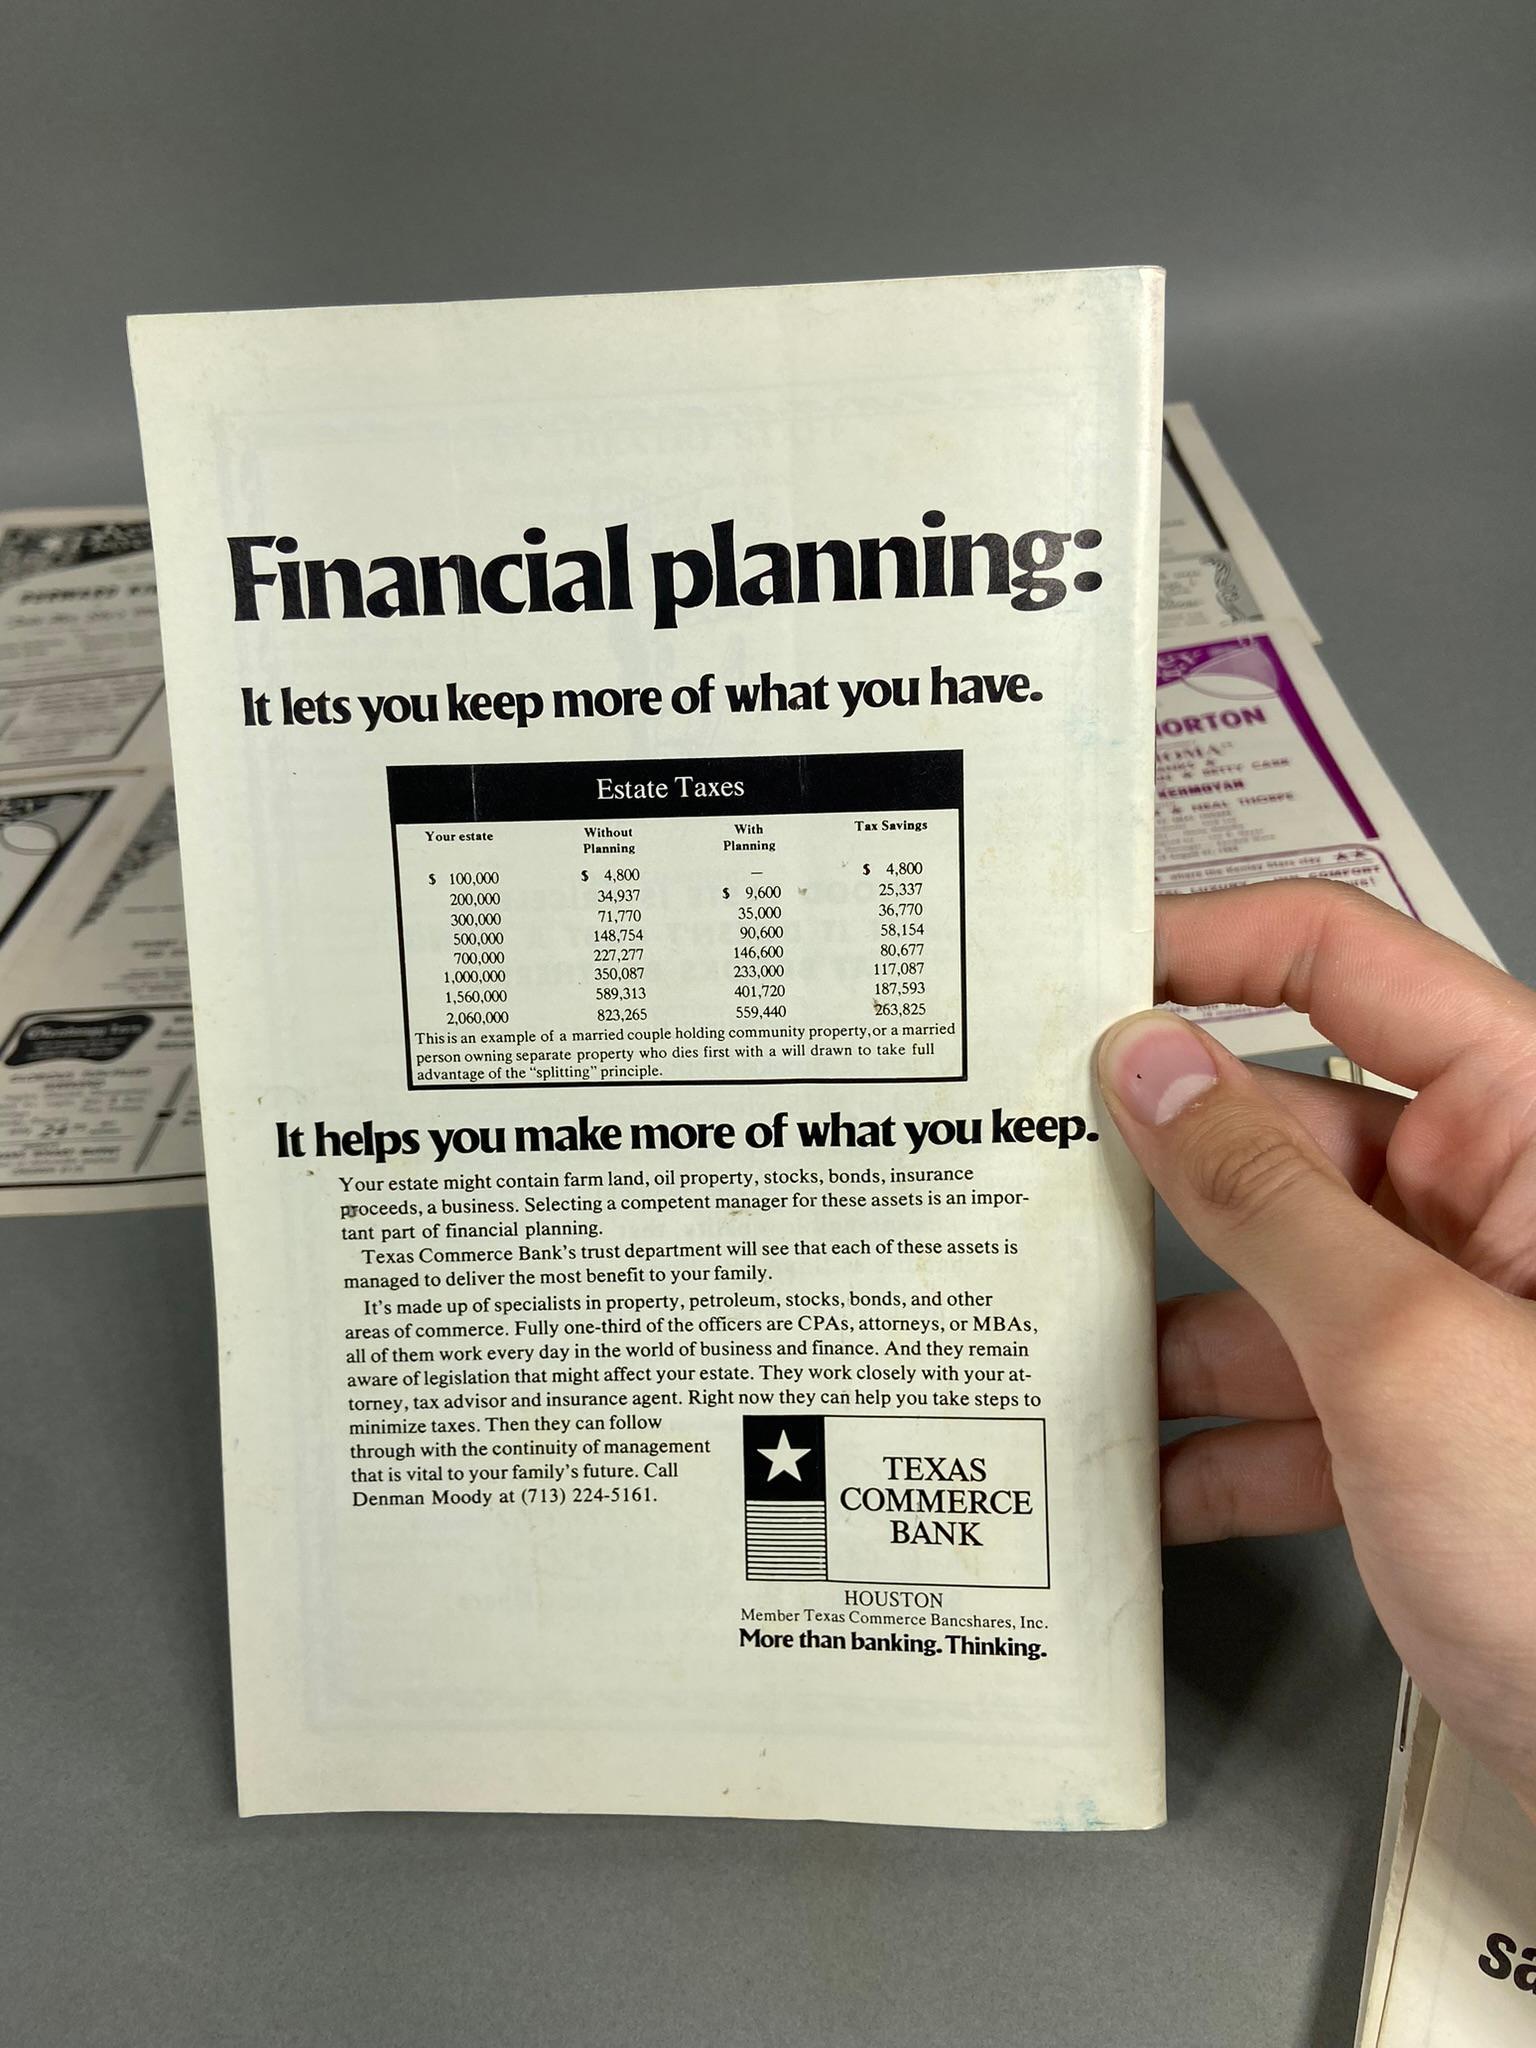 Financial planning:
It lets you keep more of what you have.
Estate Taxes
Your estate Without Planning With Planning Tax Savings
$ 100,000 $ 4,800 — $ 4,800
200,000 34,937 $ 9,600 25,337
300,000 71,770 35,000 36,770
500,000 148,754 90,600 58,154
700,000 227,277 146,600 80,677
1,000,000 350,087 233,000 117,087
1,560,000 589,313 401,720 187,593
2,060,000 823,265 559,440 263,825
This is an example of a married couple holding community property, or a married
person owning separate property who dies first with a will drawn to take full
advantage of the “splitting” principle.
It helps you make more of what you keep.
Your estate might contain farm land, oil property, stocks, bonds, insurance
proceeds, a business. Selecting a competent manager for these assets is an impor-
tant part of financial planning.
Texas Commerce Bank’s trust department will see that each of these assets is
managed to deliver the most benefit to your family.
It’s made up of specialists in property, petroleum, stocks, bonds, and other
areas of commerce. Fully one-third of the officers are CPAs, attorneys, or MBAs,
all of them work every day in the world of business and finance. And they remain
aware of legislation that might affect your estate. They work closely with your at-
torney, tax advisor and insurance agent. Right now they can help you take steps to
minimize taxes. Then they can follow
through with the continuity of management
that is vital to your family’s future. Call
Denman Moody at (713) 224-5161.
TEXAS
COMMERCE
BANK
HOUSTON
Member Texas Commerce Bancshares, Inc.
More than banking. Thinking.
ORTON
& BETTY CARR
KERMOYAN
& NEAL THORPE